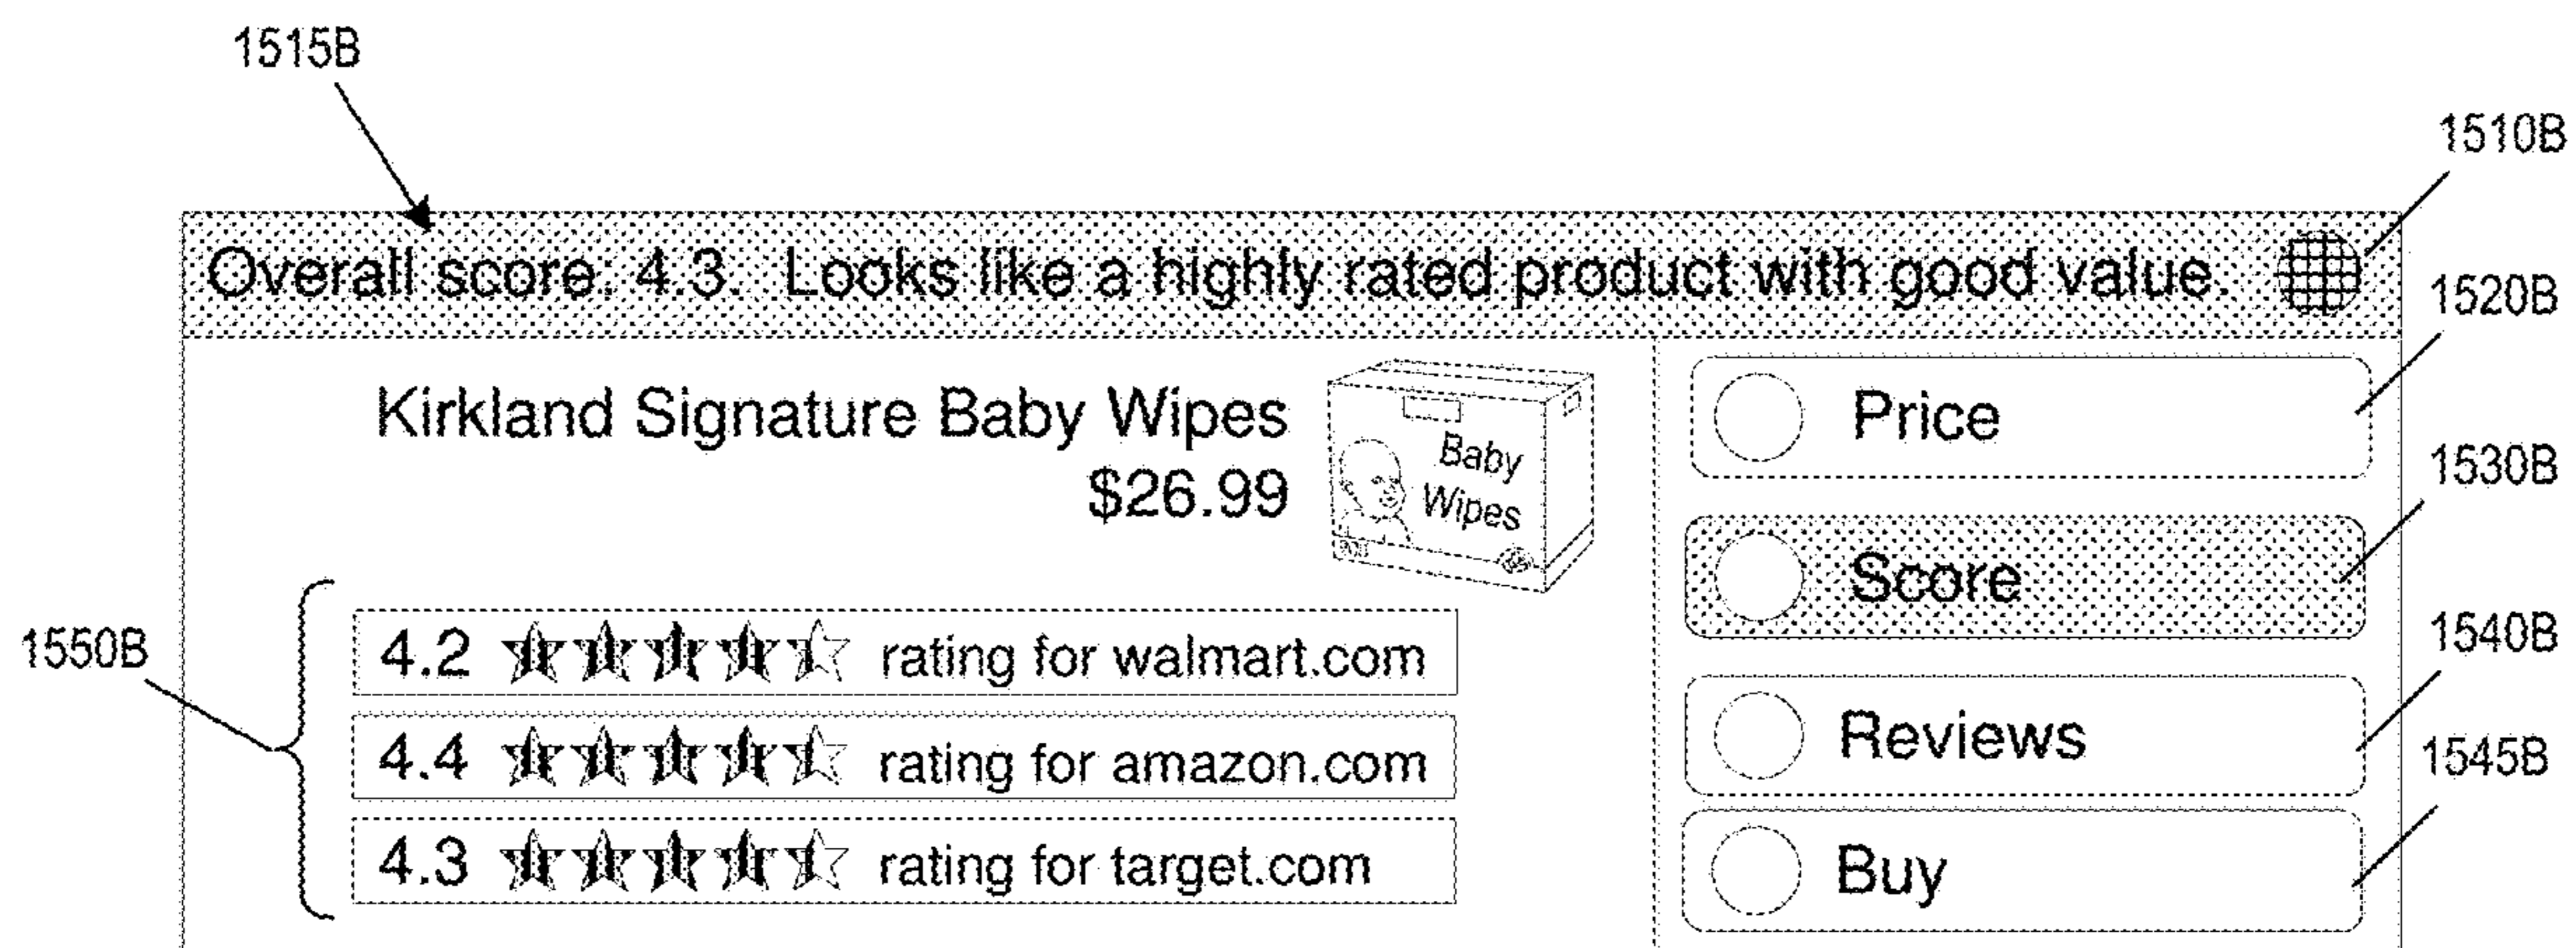 1515B
1510B
Overall score: 4.3. Looks like a highly rated product with good value.
1520B
Kirkland Signature Baby Wipes
$26.99
Baby
Wipes
Price
1530B
Score
1550B
4.2 rating for walmart.com
4.4 rating for amazon.com
4.3 rating for target.com
1540B
Reviews
1545B
Buy